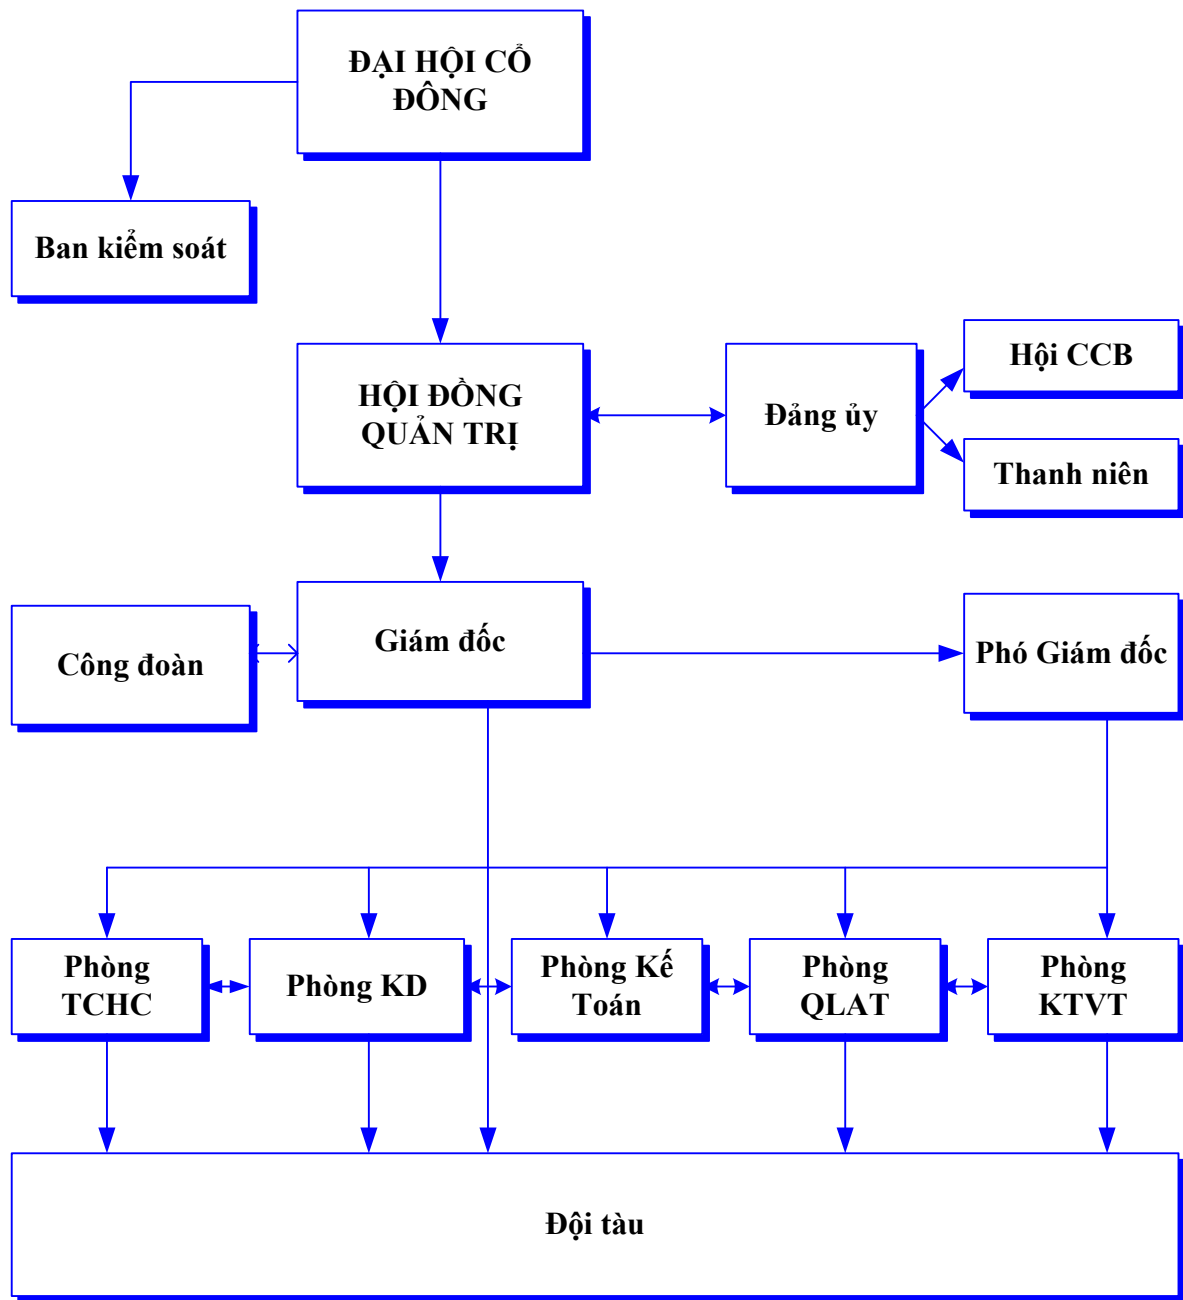 ĐẠI HỘI CỔ
ĐÔNG
Ban kiểm soát
HỘI ĐỒNG
QUẢN TRỊ
Đảng ủy
Hội CCB
Thanh niên
Công đoàn
Giám đốc
Phó Giám đốc
Phòng
TCHC
Phòng KD
Phòng Kế
Toán
Phòng
QLAT
Phòng
KTVT
Đội tàu